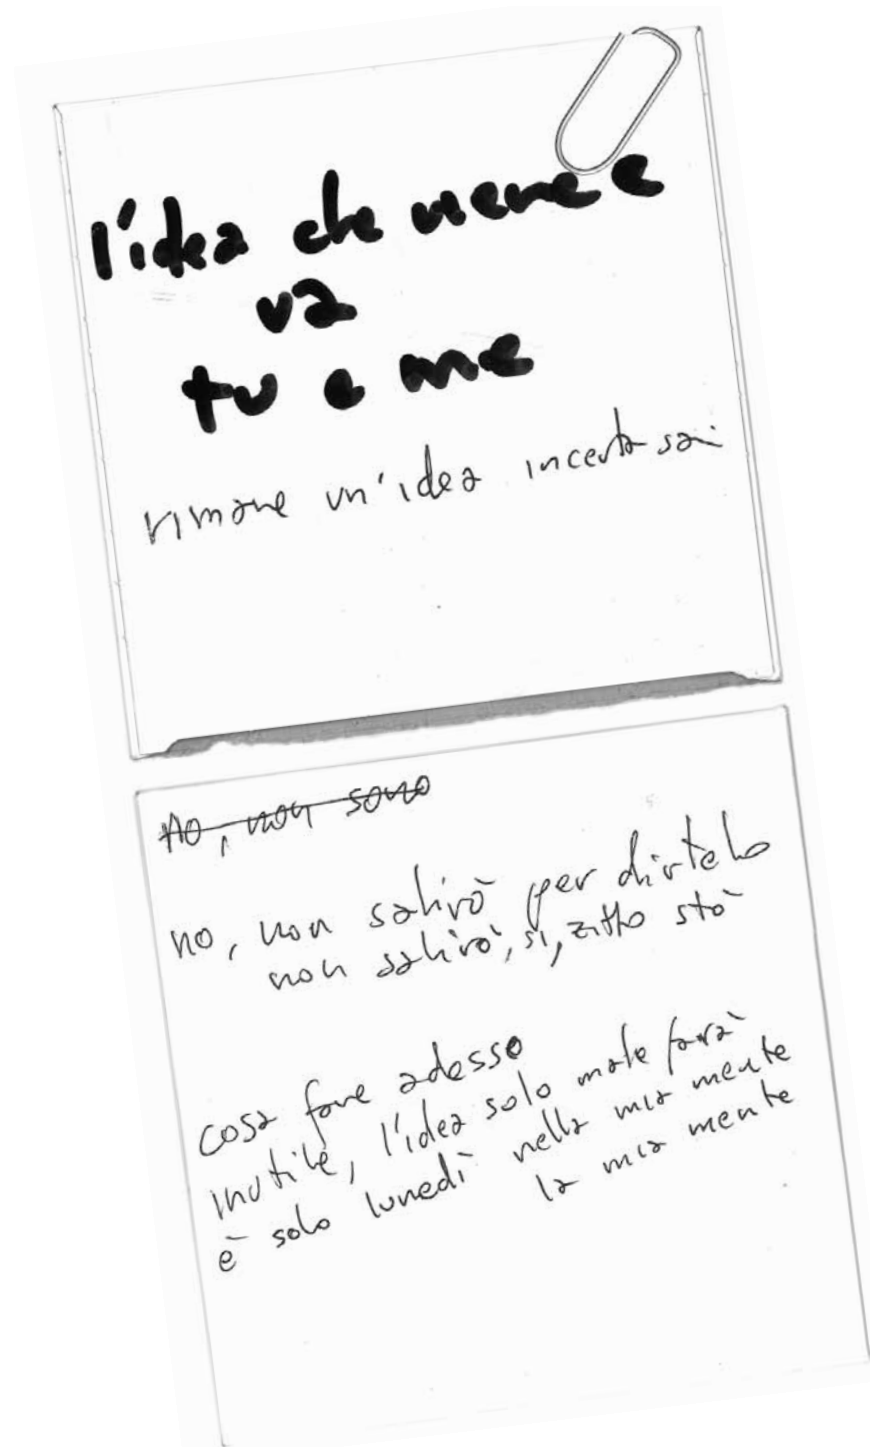 l'idea che viene e
va
tu e me
rimane un'idea incerta sai
no, non sono
no, non salirò per dirtelo
non salirò, sì, zitto stò
cosa fare adesso
inutile, l'idea solo male farà
è solo lunedì nella mia mente
la mia mente